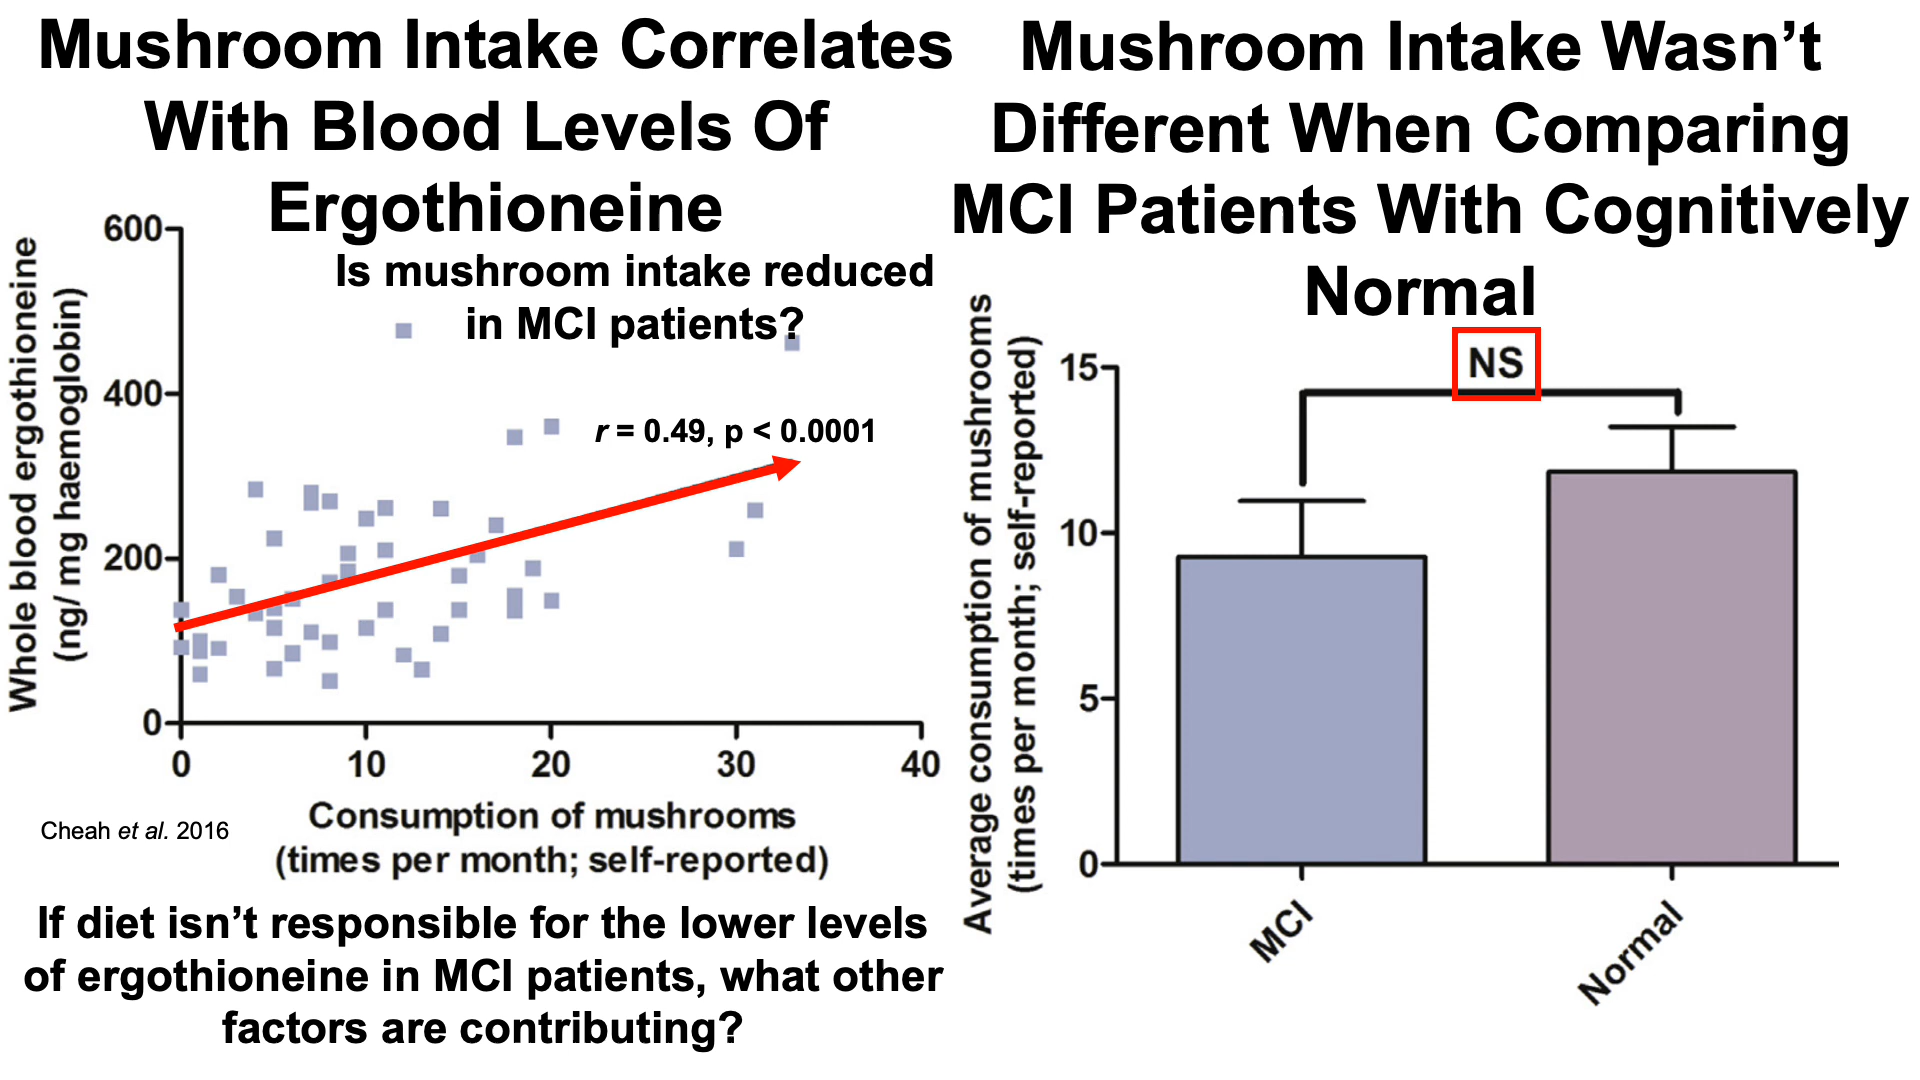 Mushroom Intake Correlates
With Blood Levels Of
Ergothioneine
Is mushroom intake reduced
in MCI patients?
r = 0.49, p < 0.0001
Whole blood ergothioneine
(ng/ mg haemoglobin)
600
400
200
0
0 10 20 30 40
Consumption of mushrooms
(times per month; self-reported)
Cheah et al. 2016
If diet isn’t responsible for the lower levels
of ergothioneine in MCI patients, what other
factors are contributing?
Mushroom Intake Wasn’t
Different When Comparing
MCI Patients With Cognitively
Normal
NS
Average consumption of mushrooms
(times per month; self-reported)
15
10
5
0
MCI
Normal